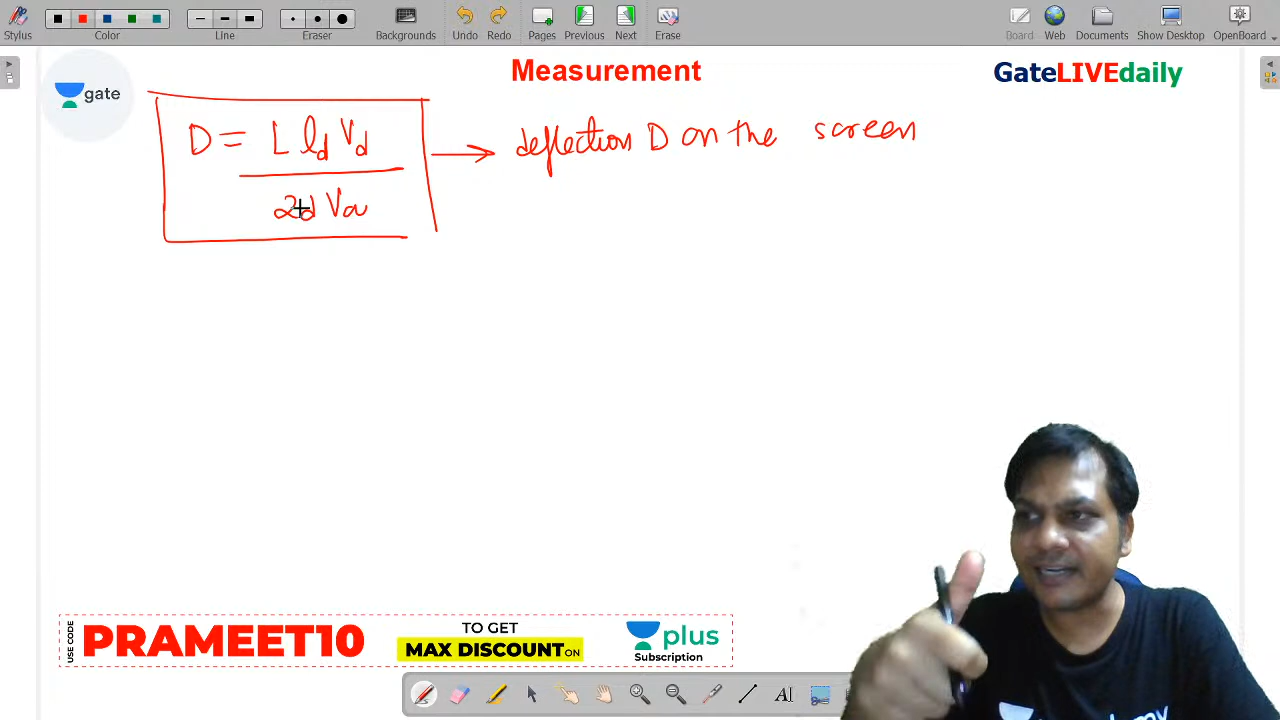 Stylus
Color
Line
Eraser
Backgrounds
Undo
Redo
Pages
Previous
Next
Erase
Board
Web
Documents
Show Desktop
OpenBoard
gate
Measurement
GateLIVEdaily
D = L ld Vd
2d Va
→ deflection D on the screen
USE CODE
PRAMEET10
TO GET
MAX DISCOUNT ON
plus
Subscription